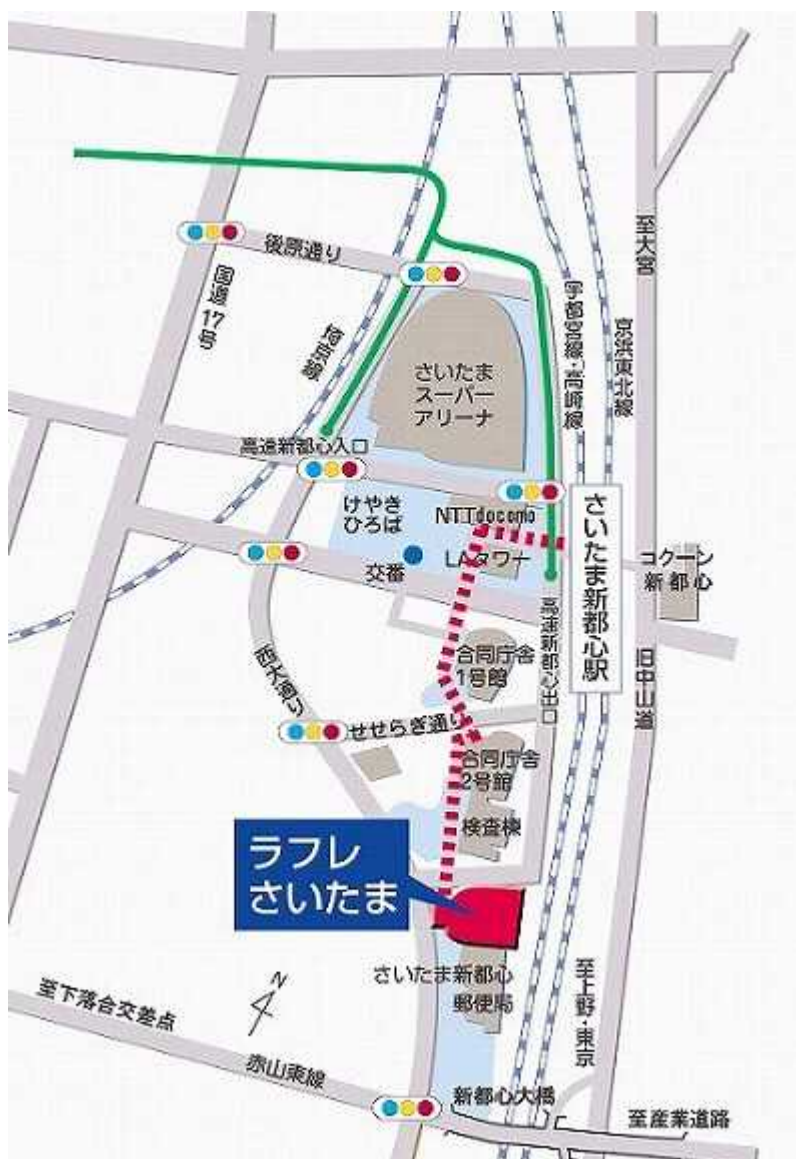 至大宮
後原通り
国道17号
埼京線
宇都宮線・高崎線
京浜東北線
さいたま
スーパー
アリーナ
高速新都心入口
けやき
ひろば
NTTdocomo
さいたま新都心駅
コクーン
新都心
交番
LAタワー
高速新都心出口
合同庁舎
1号館
旧中山道
西大通り
せせらぎ通り
合同庁舎
2号館
検査棟
ラフレ
さいたま
さいたま新都心
郵便局
N
至下落合交差点
至上野・東京
赤山東線
新都心大橋
至産業道路